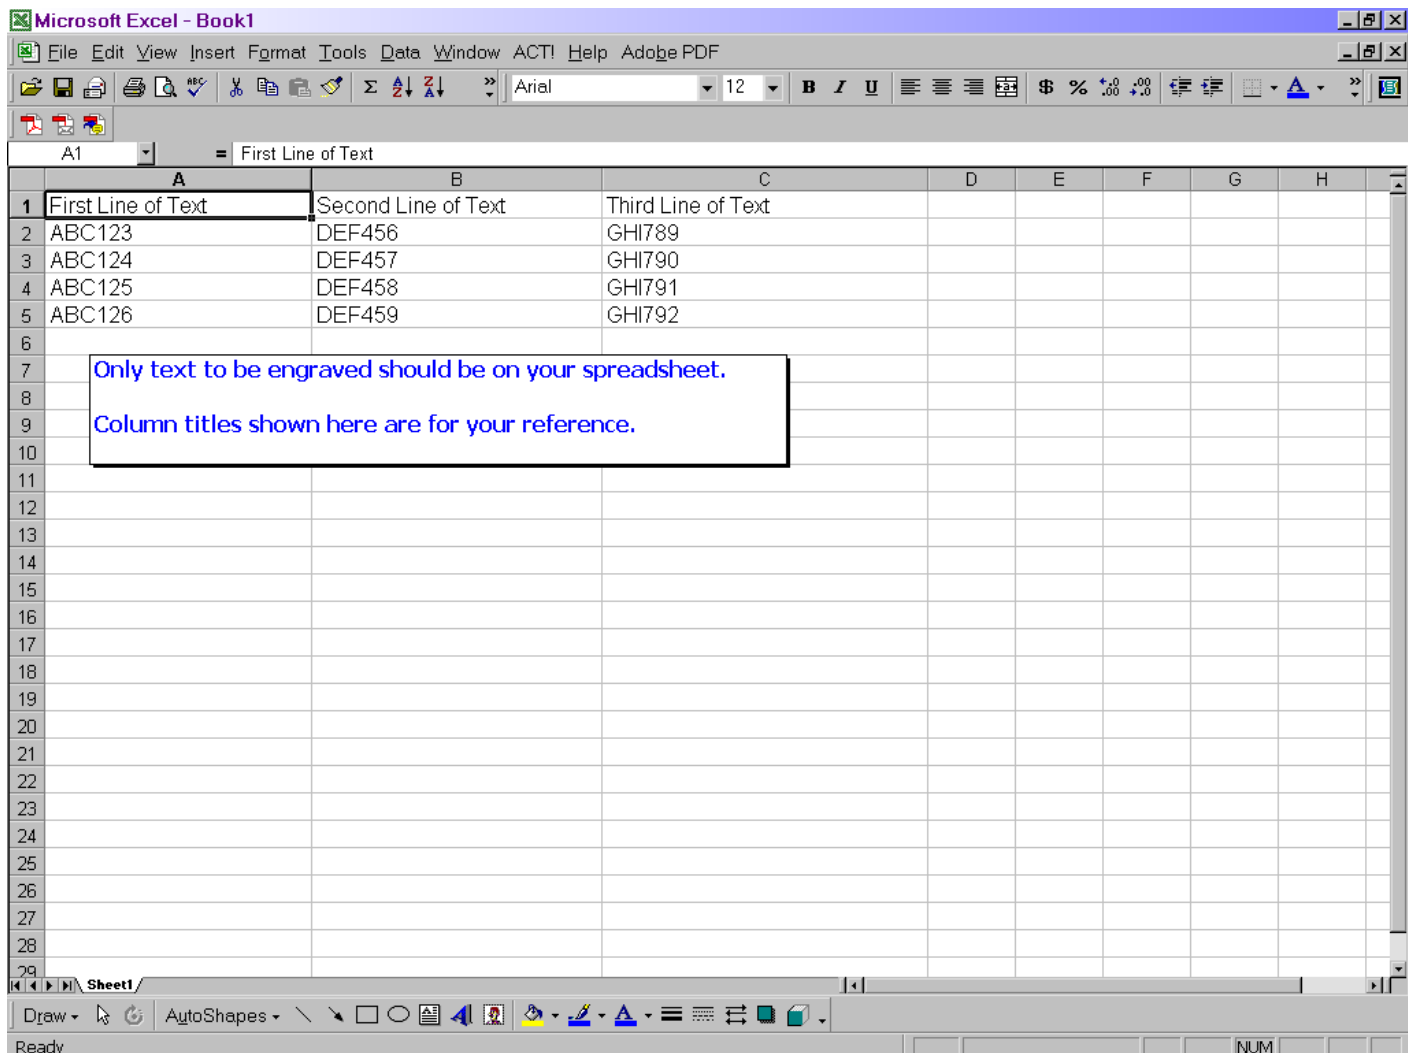 Microsoft Excel - Book1
File Edit View Insert Format Tools Data Window ACT! Help Adobe PDF
Arial 12 B I U $ %
A1 = First Line of Text
A B C D E F G H
1 First Line of Text Second Line of Text Third Line of Text
2 ABC123 DEF456 GHI789
3 ABC124 DEF457 GHI790
4 ABC125 DEF458 GHI791
5 ABC126 DEF459 GHI792
6
7 Only text to be engraved should be on your spreadsheet.
8
9 Column titles shown here are for your reference.
10
11
12
13
14
15
16
17
18
19
20
21
22
23
24
25
26
27
28
29
Sheet1
Draw AutoShapes
Ready NUM